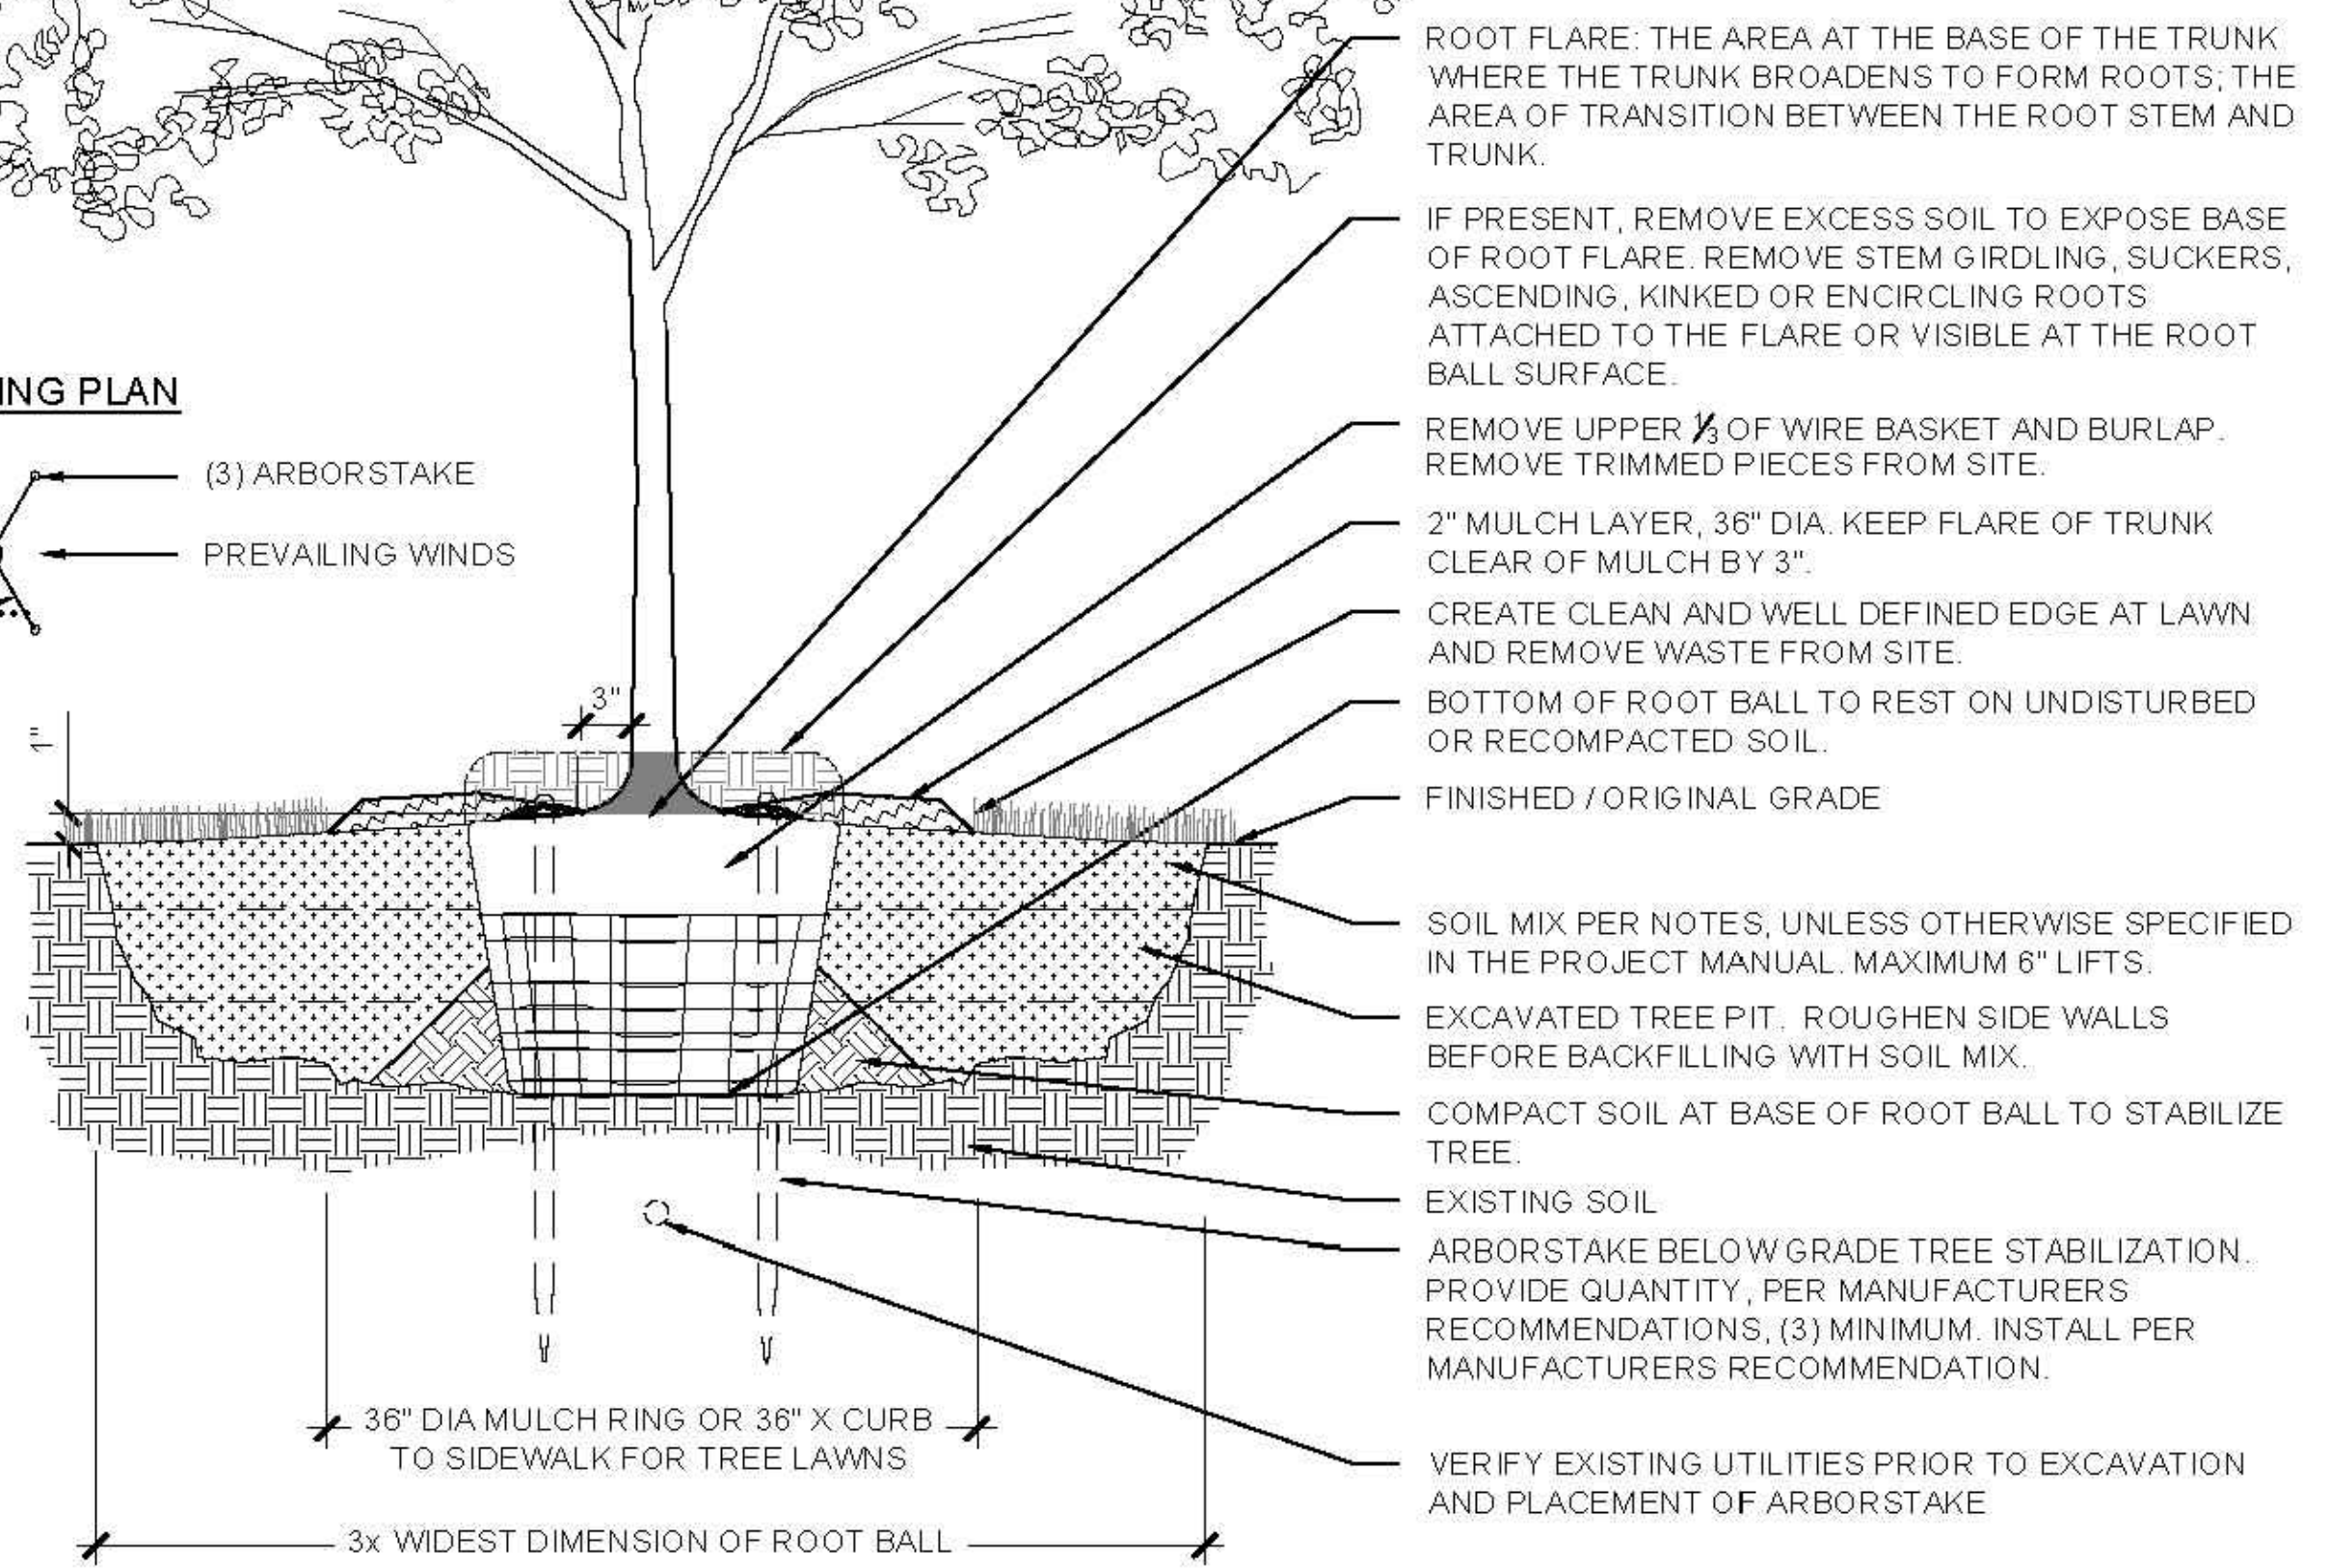 ROOT FLARE: THE AREA AT THE BASE OF THE TRUNK
WHERE THE TRUNK BROADENS TO FORM ROOTS; THE
AREA OF TRANSITION BETWEEN THE ROOT STEM AND
TRUNK.
IF PRESENT, REMOVE EXCESS SOIL TO EXPOSE BASE
OF ROOT FLARE. REMOVE STEM GIRDLING, SUCKERS,
ASCENDING, KINKED OR ENCIRCLING ROOTS
ATTACHED TO THE FLARE OR VISIBLE AT THE ROOT
BALL SURFACE.
ING PLAN
(3) ARBORSTAKE
PREVAILING WINDS
REMOVE UPPER 1/3 OF WIRE BASKET AND BURLAP.
REMOVE TRIMMED PIECES FROM SITE.
2" MULCH LAYER, 36" DIA. KEEP FLARE OF TRUNK
CLEAR OF MULCH BY 3".
CREATE CLEAN AND WELL DEFINED EDGE AT LAWN
AND REMOVE WASTE FROM SITE.
3"
1"
BOTTOM OF ROOT BALL TO REST ON UNDISTURBED
OR RECOMPACTED SOIL.
FINISHED / ORIGINAL GRADE
SOIL MIX PER NOTES, UNLESS OTHERWISE SPECIFIED
IN THE PROJECT MANUAL. MAXIMUM 6" LIFTS.
EXCAVATED TREE PIT. ROUGHEN SIDE WALLS
BEFORE BACKFILLING WITH SOIL MIX.
COMPACT SOIL AT BASE OF ROOT BALL TO STABILIZE
TREE.
EXISTING SOIL
ARBORSTAKE BELOW GRADE TREE STABILIZATION.
PROVIDE QUANTITY, PER MANUFACTURERS
RECOMMENDATIONS, (3) MINIMUM. INSTALL PER
MANUFACTURERS RECOMMENDATION.
36" DIA MULCH RING OR 36" X CURB
TO SIDEWALK FOR TREE LAWNS
VERIFY EXISTING UTILITIES PRIOR TO EXCAVATION
AND PLACEMENT OF ARBORSTAKE
3x WIDEST DIMENSION OF ROOT BALL